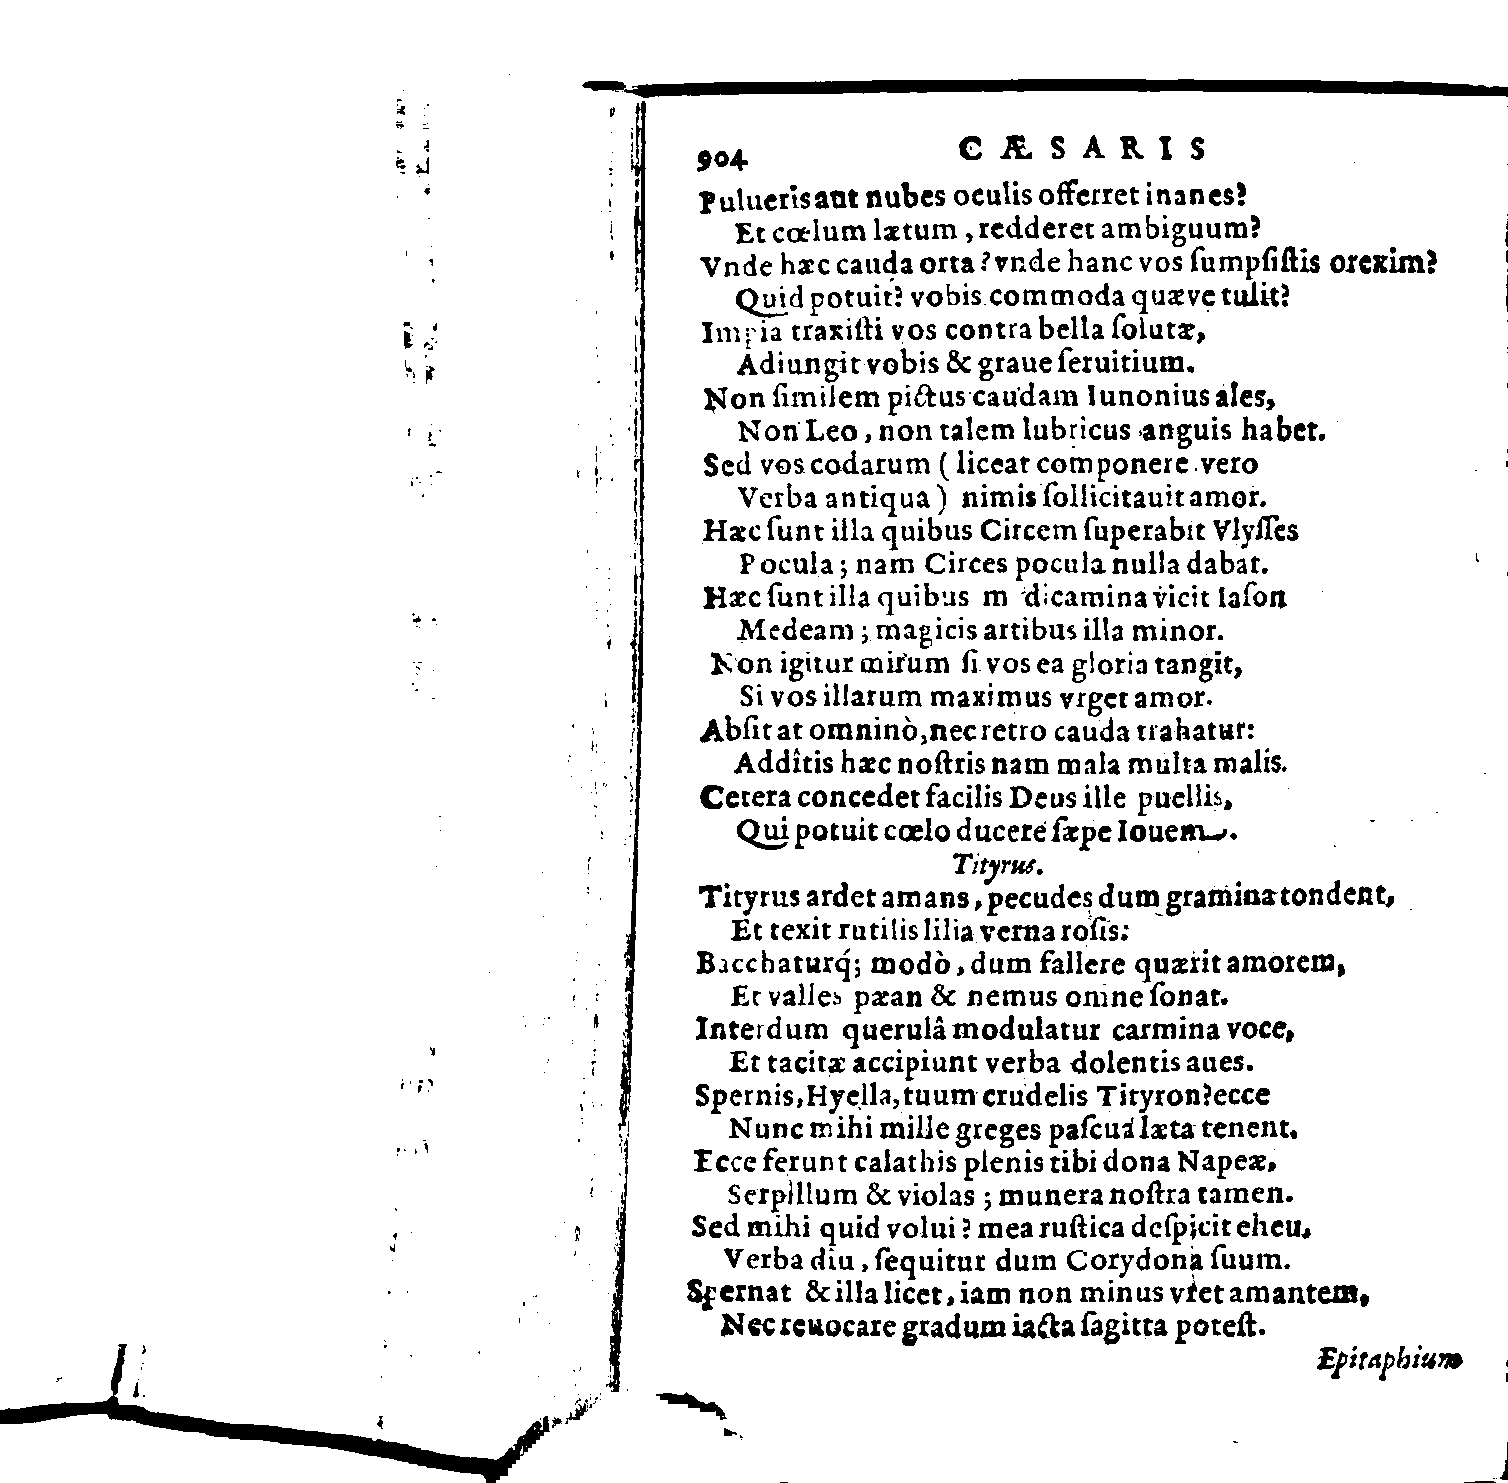 904 CÆSARIS
Pulueris aut nubes oculis offerret inanes?
Et cœlum lætum, redderet ambiguum?
Vnde hæc cauda orta? vnde hanc vos ſumpſiſtis orexim?
Quid potuit? vobis commoda quæve tulit?
Impia traxiſti vos contra bella ſolutæ,
Adiungit vobis & graue ſeruitium.
Non ſimilem pictus caudam Iunonius ales,
Non Leo, non talem lubricus anguis habet.
Sed vos codarum (liceat componere vero
Verba antiqua) nimis ſollicitauit amor.
Hæc ſunt illa quibus Circem ſuperabit Vlyſſes
Pocula; nam Circes pocula nulla dabat.
Hæc ſunt illa quibus m dicamina vicit Iaſon
Medeam; magicis artibus illa minor.
Non igitur mirum ſi vos ea gloria tangit,
Si vos illarum maximus vrget amor.
Abſit at omninò, nec retro cauda trahatur:
Addîtis hæc noſtris nam mala multa malis.
Cetera concedet facilis Deus ille puellis,
Qui potuit cœlo ducere ſæpe Iouem.
Tityrus.
Tityrus ardet amans, pecudes dum gramina tondent,
Et texit rutilis lilia verna roſis:
Bacchaturq́; modò, dum fallere quærit amorem,
Et valles pæan & nemus omne ſonat.
Interdum querulâ modulatur carmina voce,
Et tacitæ accipiunt verba dolentis aues.
Spernis, Hyella, tuum crudelis Tityron? ecce
Nunc mihi mille greges paſcua læta tenent.
Ecce ferunt calathis plenis tibi dona Napeæ,
Serpillum & violas; munera noſtra tamen.
Sed mihi quid volui? mea ruſtica deſpicit eheu,
Verba diu, ſequitur dum Corydona ſuum.
Spernat & illa licet, iam non minus vret amantem,
Nec reuocare gradum iacta ſagitta poteſt.
Epitaphium